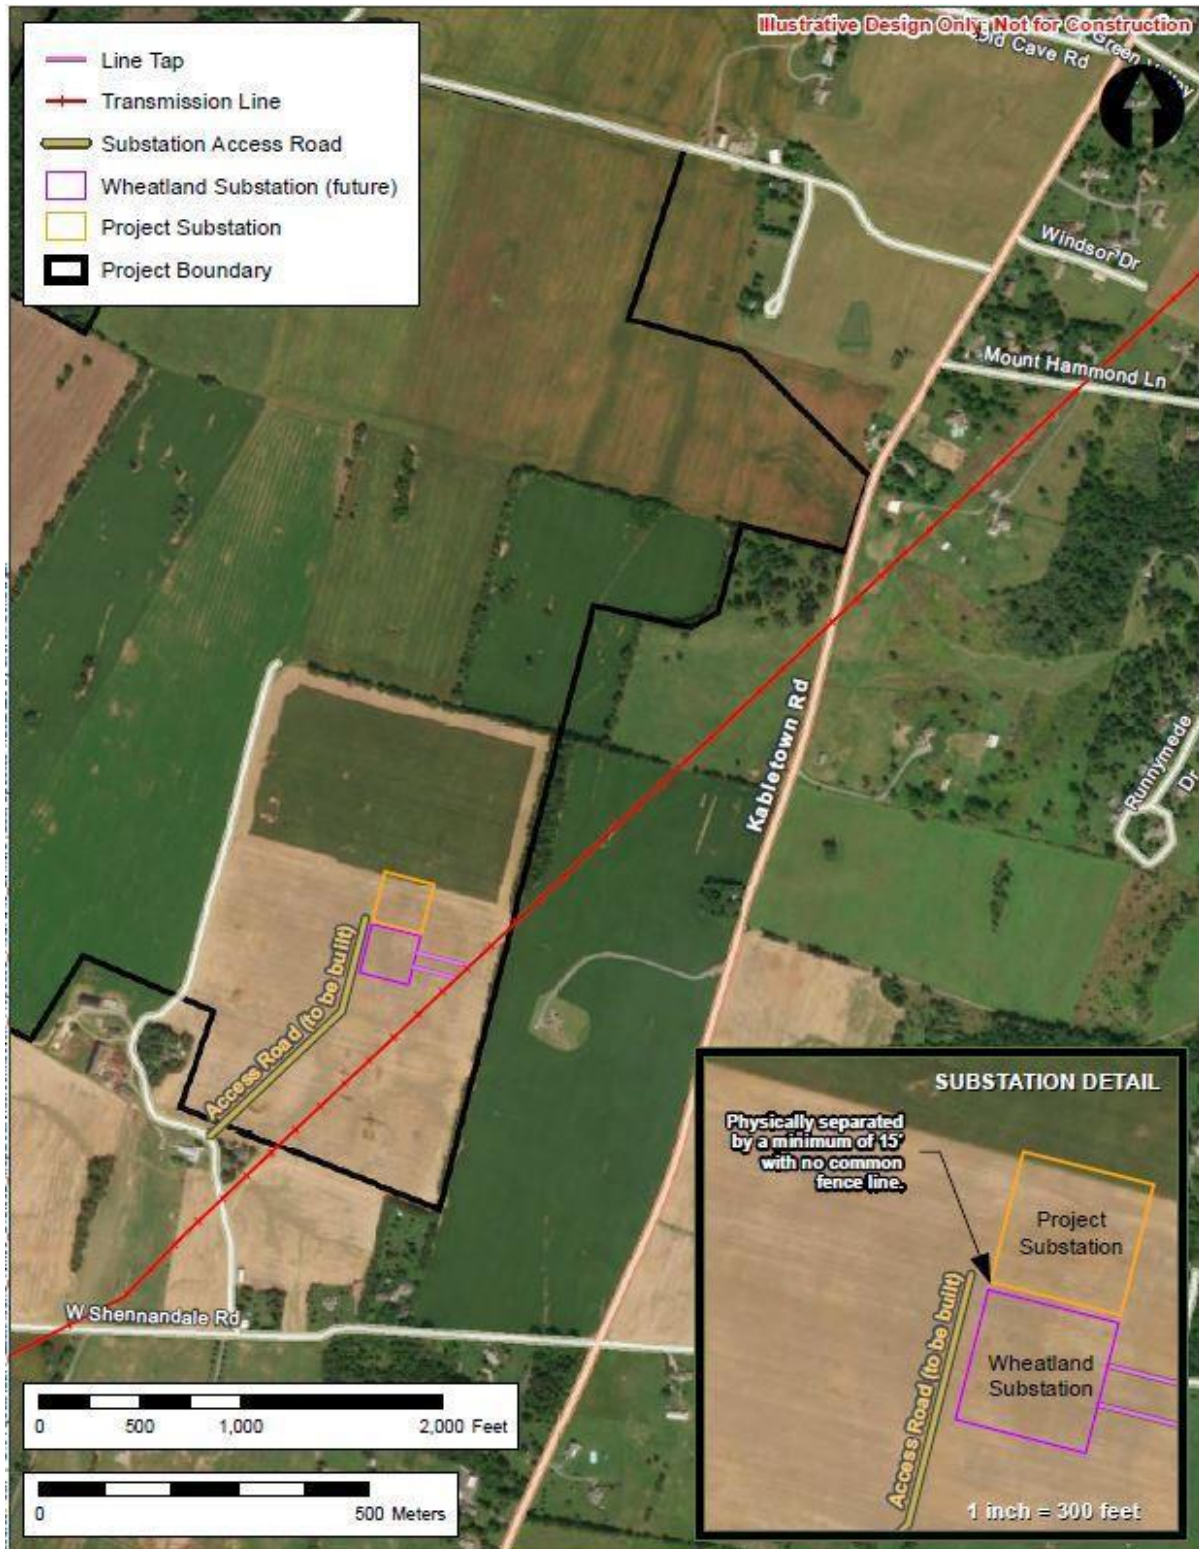 Illustrative Design Only; Not for Construction
Line Tap
Transmission Line
Substation Access Road
Wheatland Substation (future)
Project Substation
Project Boundary
Old Cave Rd
Green Valley
Windsor Dr
Mount Hammond Ln
Kabletown Rd
Runnymede
Dr
Access Road (to be built)
W Shennandale Rd
0 500 1,000 2,000 Feet
0 500 Meters
SUBSTATION DETAIL
Physically separated
by a minimum of 15'
with no common
fence line.
Project
Substation
Wheatland
Substation
Access Road (to be built)
1 inch = 300 feet